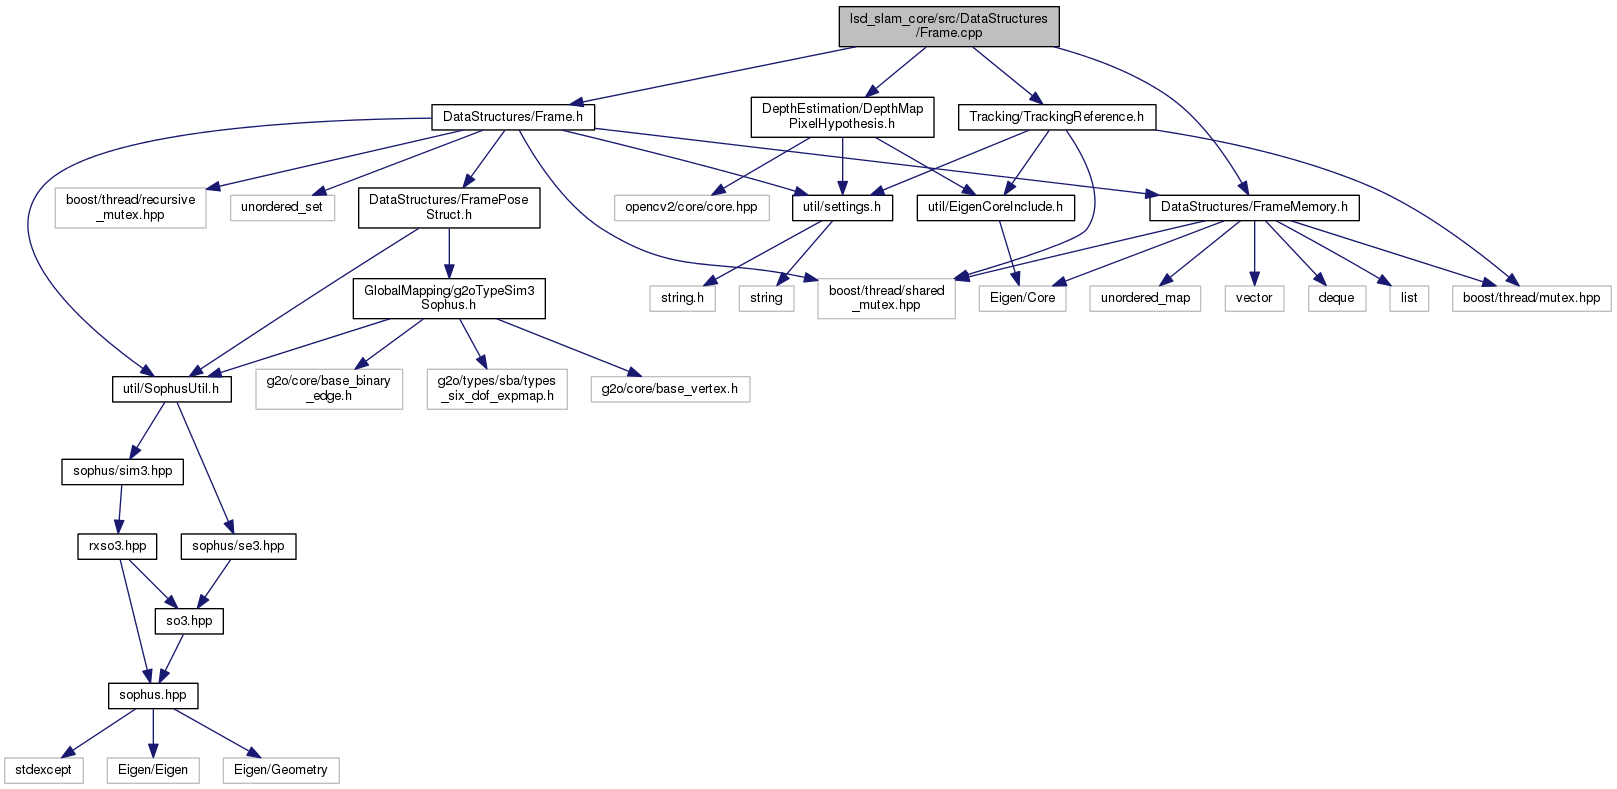 lsd_slam_core/src/DataStructures
/Frame.cpp
DataStructures/Frame.h
DepthEstimation/DepthMap
PixelHypothesis.h
Tracking/TrackingReference.h
boost/thread/recursive
_mutex.hpp
unordered_set
DataStructures/FramePose
Struct.h
opencv2/core/core.hpp
util/settings.h
util/EigenCoreInclude.h
DataStructures/FrameMemory.h
GlobalMapping/g2oTypeSim3
Sophus.h
string.h
string
boost/thread/shared
_mutex.hpp
Eigen/Core
unordered_map
vector
deque
list
boost/thread/mutex.hpp
util/SophusUtil.h
g2o/core/base_binary
_edge.h
g2o/types/sba/types
_six_dof_expmap.h
g2o/core/base_vertex.h
sophus/sim3.hpp
rxso3.hpp
sophus/se3.hpp
so3.hpp
sophus.hpp
stdexcept
Eigen/Eigen
Eigen/Geometry